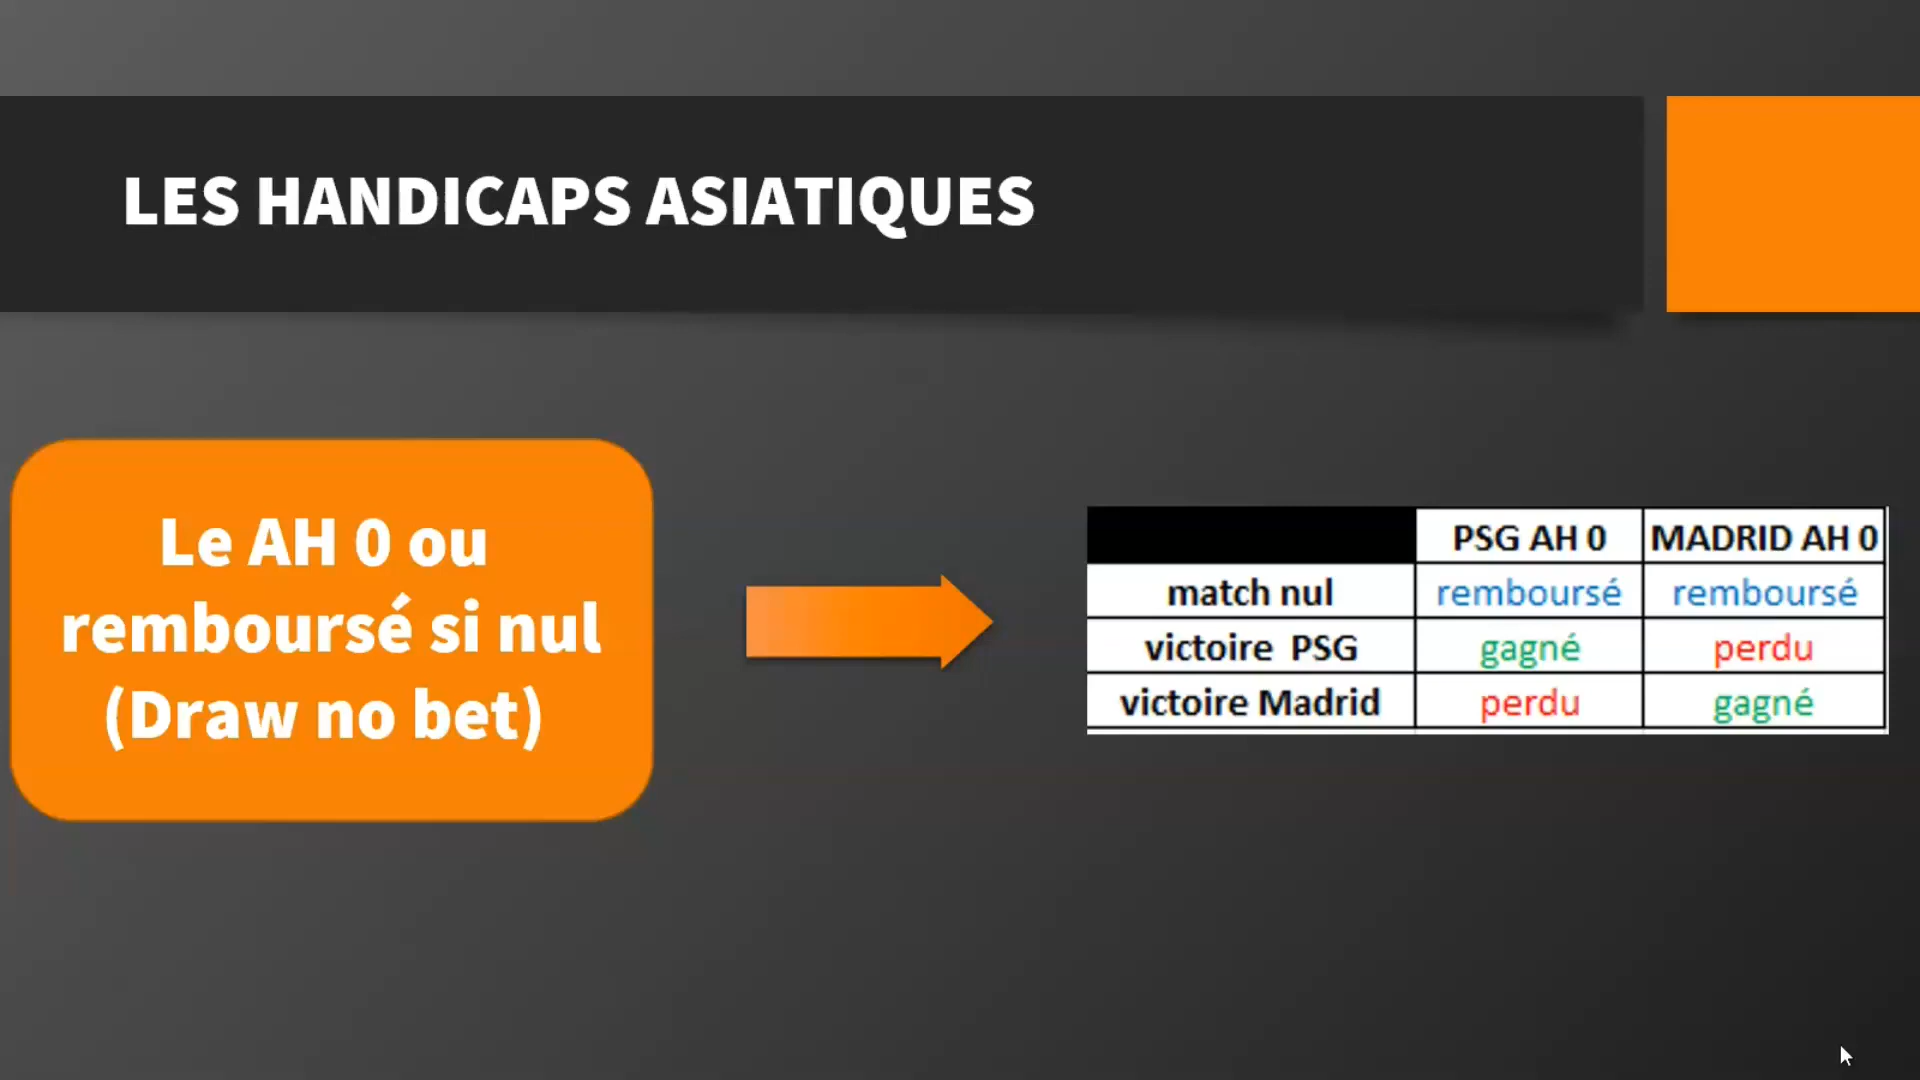 LES HANDICAPS ASIATIQUES
Le AH 0 ou
remboursé si nul
(Draw no bet)
PSG AH 0 MADRID AH 0
match nul remboursé remboursé
victoire PSG gagné perdu
victoire Madrid perdu gagné